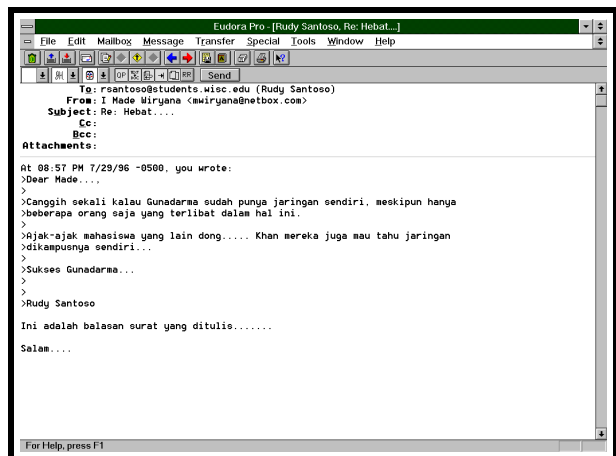 Eudora Pro - [Rudy Santoso, Re: Hebat....]
File Edit Mailbox Message Transfer Special Tools Window Help
QP RR Send
To: rsantoso@students.wisc.edu (Rudy Santoso)
From: I Made Wiryana <mwiryana@netbox.com>
Subject: Re: Hebat....
Cc:
Bcc:
Attachments:
At 08:57 PM 7/29/96 -0500, you wrote:
>Dear Made...,
>
>Canggih sekali kalau Gunadarma sudah punya jaringan sendiri, meskipun hanya
>beberapa orang saja yang terlibat dalam hal ini.
>
>Ajak-ajak mahasiswa yang lain dong..... Khan mereka juga mau tahu jaringan
>dikampusnya sendiri...
>
>Sukses Gunadarma...
>
>
>Rudy Santoso
Ini adalah balasan surat yang ditulis.......
Salam....
For Help, press F1